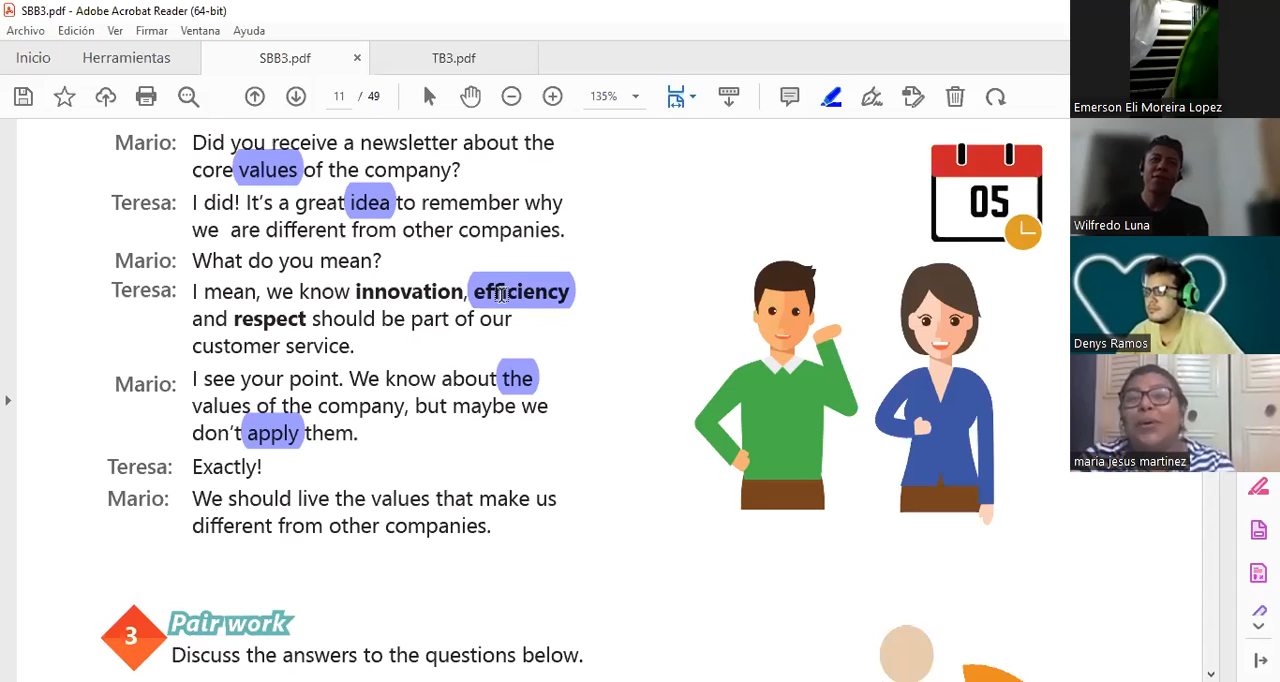 SBB3.pdf - Adobe Acrobat Reader (64-bit)
Archivo Edición Ver Firmar Ventana Ayuda
Inicio Herramientas SBB3.pdf × TB3.pdf
11 / 49 135%
Mario: Did you receive a newsletter about the
core values of the company?
Teresa: I did! It's a great idea to remember why
we are different from other companies.
Mario: What do you mean?
Teresa: I mean, we know innovation, efficiency
and respect should be part of our
customer service.
Mario: I see your point. We know about the
values of the company, but maybe we
don't apply them.
Teresa: Exactly!
Mario: We should live the values that make us
different from other companies.
05
3 Pair work
Discuss the answers to the questions below.
Emerson Eli Moreira Lopez
Wilfredo Luna
Denys Ramos
maria jesus martinez